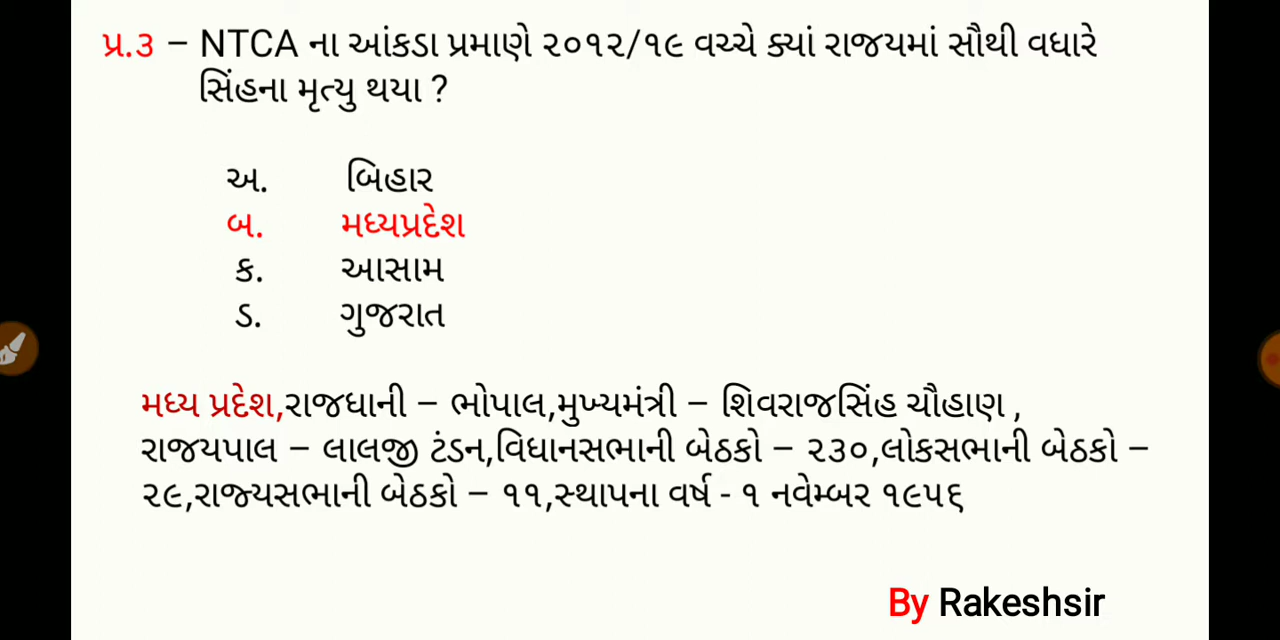 પ્ર.૩ – NTCA ના આંકડા પ્રમાણે ૨૦૧૨/૧૯ વચ્ચે ક્યાં રાજયમાં સૌથી વધારે
સિંહના મૃત્યુ થયા ?
અ. બિહાર
બ. મધ્યપ્રદેશ
ક. આસામ
ડ. ગુજરાત
મધ્ય પ્રદેશ,રાજધાની – ભોપાલ,મુખ્યમંત્રી – શિવરાજસિંહ ચૌહાણ ,
રાજયપાલ – લાલજી ટંડન,વિધાનસભાની બેઠકો – ૨૩૦,લોકસભાની બેઠકો –
૨૯,રાજ્યસભાની બેઠકો – ૧૧,સ્થાપના વર્ષ - ૧ નવેમ્બર ૧૯૫૬
By Rakeshsir